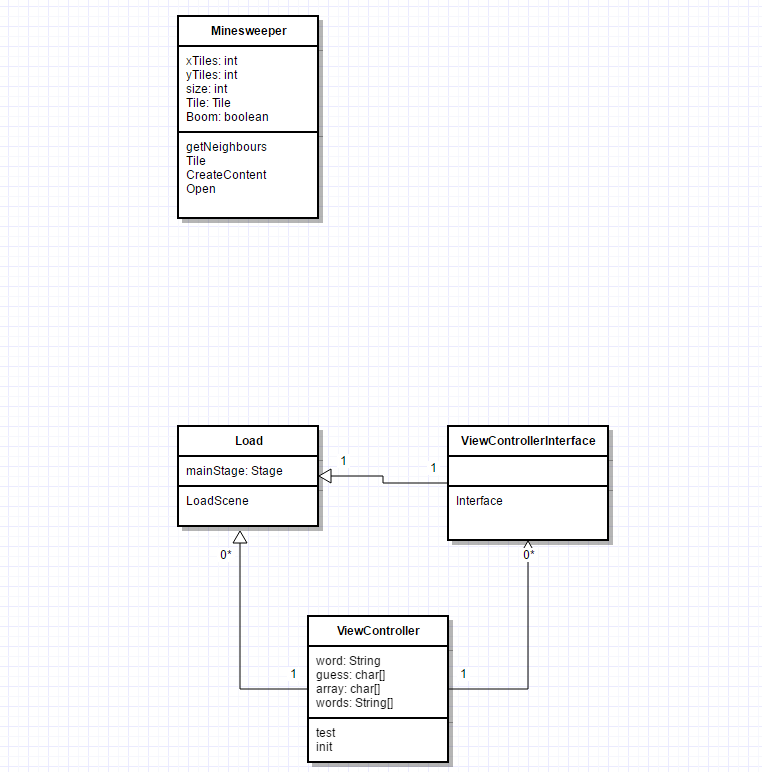 Minesweeper
xTiles: int
yTiles: int
size: int
Tile: Tile
Boom: boolean
getNeighbours
Tile
CreateContent
Open
Load
mainStage: Stage
LoadScene
1
1
ViewControllerInterface
Interface
0*
0*
ViewController
word: String
guess: char[]
array: char[]
words: String[]
test
init
1
1